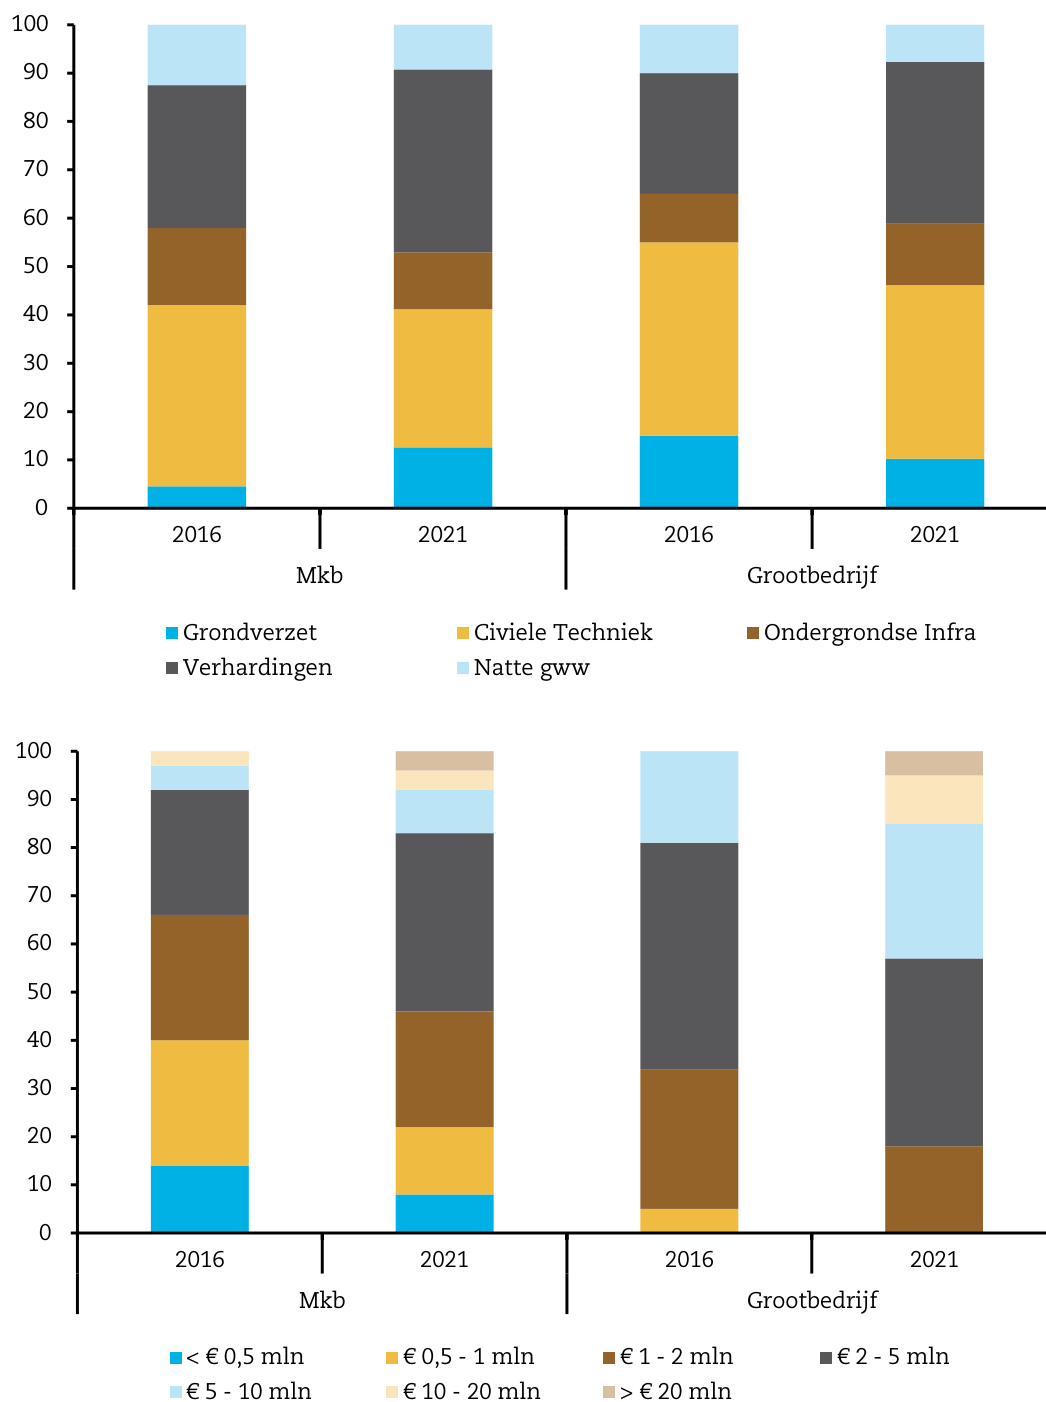 100
90
80
70
60
50
40
30
20
10
0
2016 2021 2016 2021
Mkb Grootbedrijf
Grondverzet Civiele Techniek Ondergrondse Infra
Verhardingen Natte gww
100
90
80
70
60
50
40
30
20
10
0
2016 2021 2016 2021
Mkb Grootbedrijf
< € 0,5 mln € 0,5 - 1 mln € 1 - 2 mln € 2 - 5 mln
€ 5 - 10 mln € 10 - 20 mln > € 20 mln